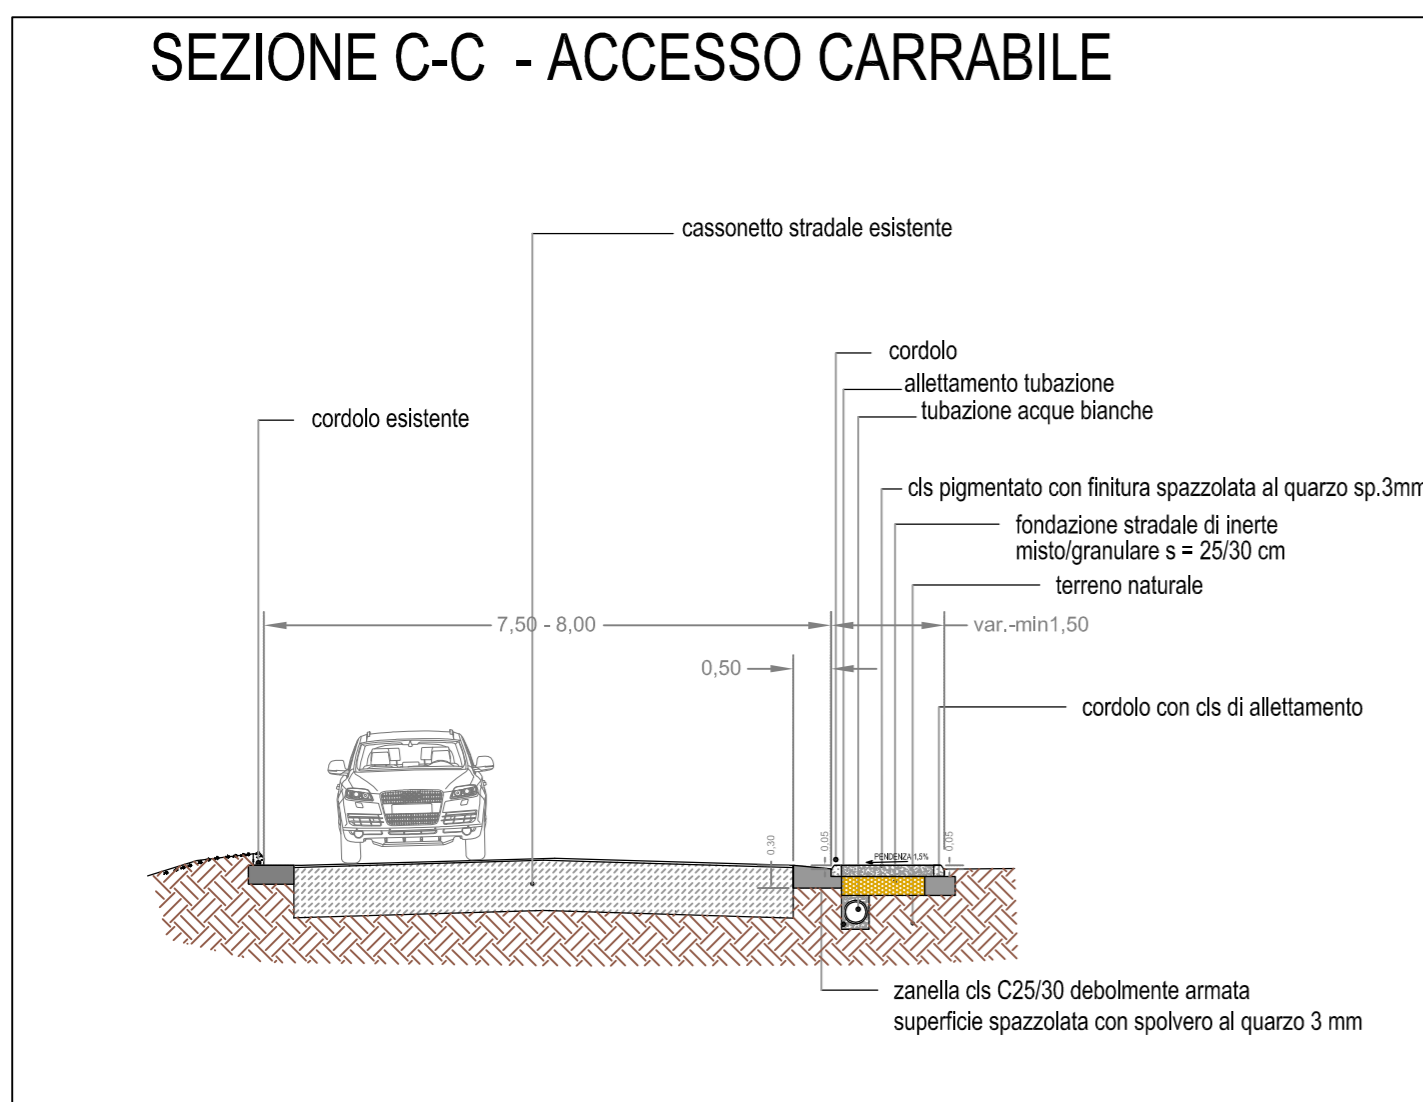 SEZIONE C-C - ACCESSO CARRABILE
cassonetto stradale esistente
cordolo
allettamento tubazione
tubazione acque bianche
cordolo esistente
cls pigmentato con finitura spazzolata al quarzo sp.3mm
fondazione stradale di inerte
misto/granulare s = 25/30 cm
terreno naturale
7,50 - 8,00
var.-min1,50
0,50
cordolo con cls di allettamento
0,30
0,05
PENDENZA 1,5%
0,05
zanella cls C25/30 debolmente armata
superficie spazzolata con spolvero al quarzo 3 mm